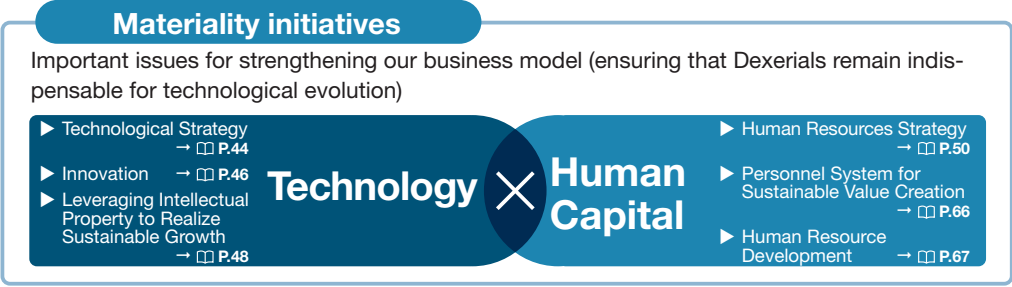 Materiality initiatives
Important issues for strengthening our business model (ensuring that Dexerials remain indis-
pensable for technological evolution)
▶ Technological Strategy
→ P.44
▶ Innovation → P.46
▶ Leveraging Intellectual
Property to Realize
Sustainable Growth
→ P.48
Technology
×
Human
Capital
▶ Human Resources Strategy
→ P.50
▶ Personnel System for
Sustainable Value Creation
→ P.66
▶ Human Resource
Development → P.67